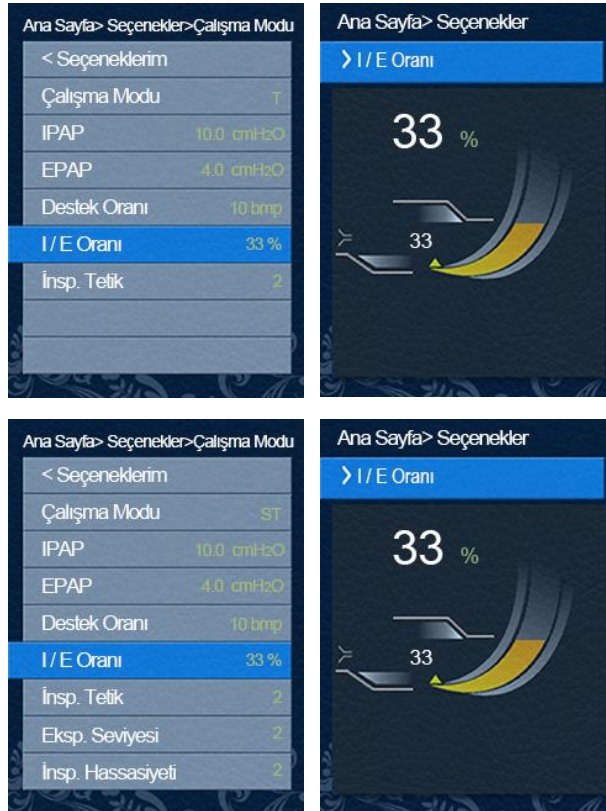 Ana Sayfa> Seçenekler>Çalışma Modu
< Seçeneklerim
Çalışma Modu T
IPAP 10.0 cmH2O
EPAP 4.0 cmH2O
Destek Oranı 10 bmp
I / E Oranı 33 %
İnsp. Tetik 2
Ana Sayfa> Seçenekler
I / E Oranı
33 %
33
Ana Sayfa> Seçenekler>Çalışma Modu
< Seçeneklerim
Çalışma Modu ST
IPAP 10.0 cmH2O
EPAP 4.0 cmH2O
Destek Oranı 10 bmp
I / E Oranı 33 %
İnsp. Tetik 2
Eksp. Seviyesi 2
İnsp. Hassasiyeti 2
Ana Sayfa> Seçenekler
I / E Oranı
33 %
33